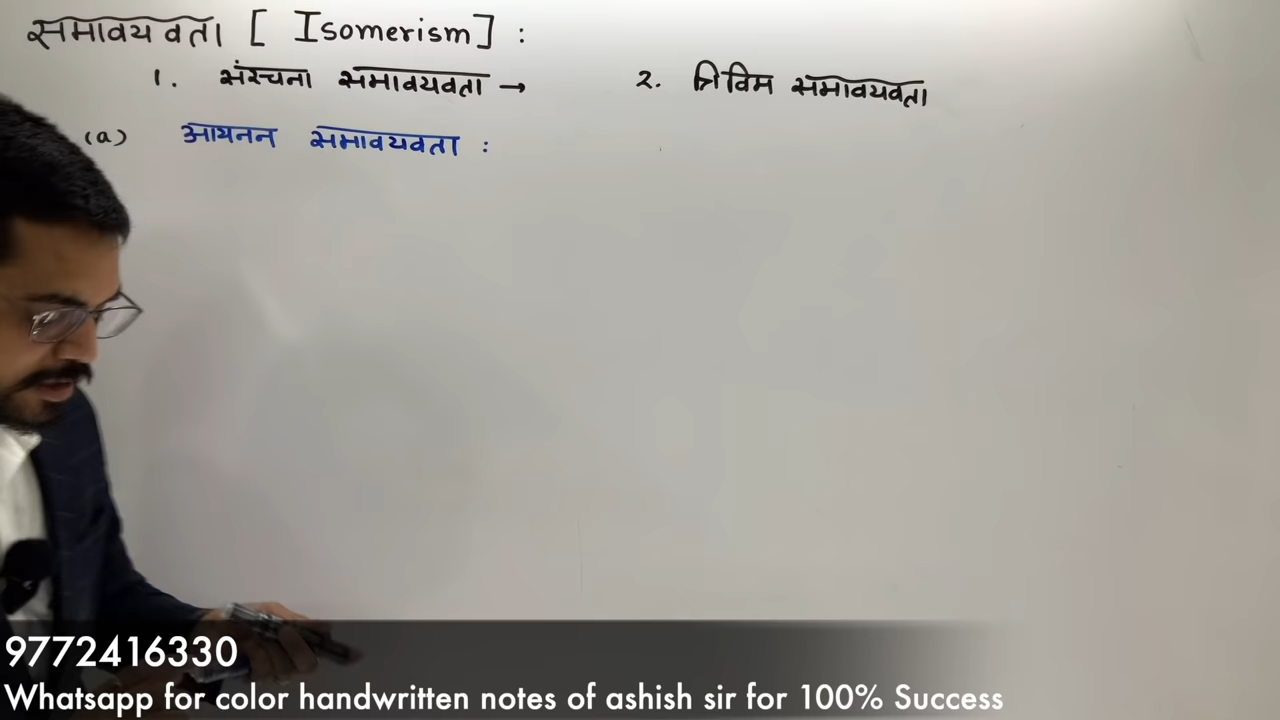 समावयवता [ Isomerism ] :
1. संरचना समावयवता → 2. त्रिविम समावयवता
(a) आयनन समावयवता :
9772416330
Whatsapp for color handwritten notes of ashish sir for 100% Success